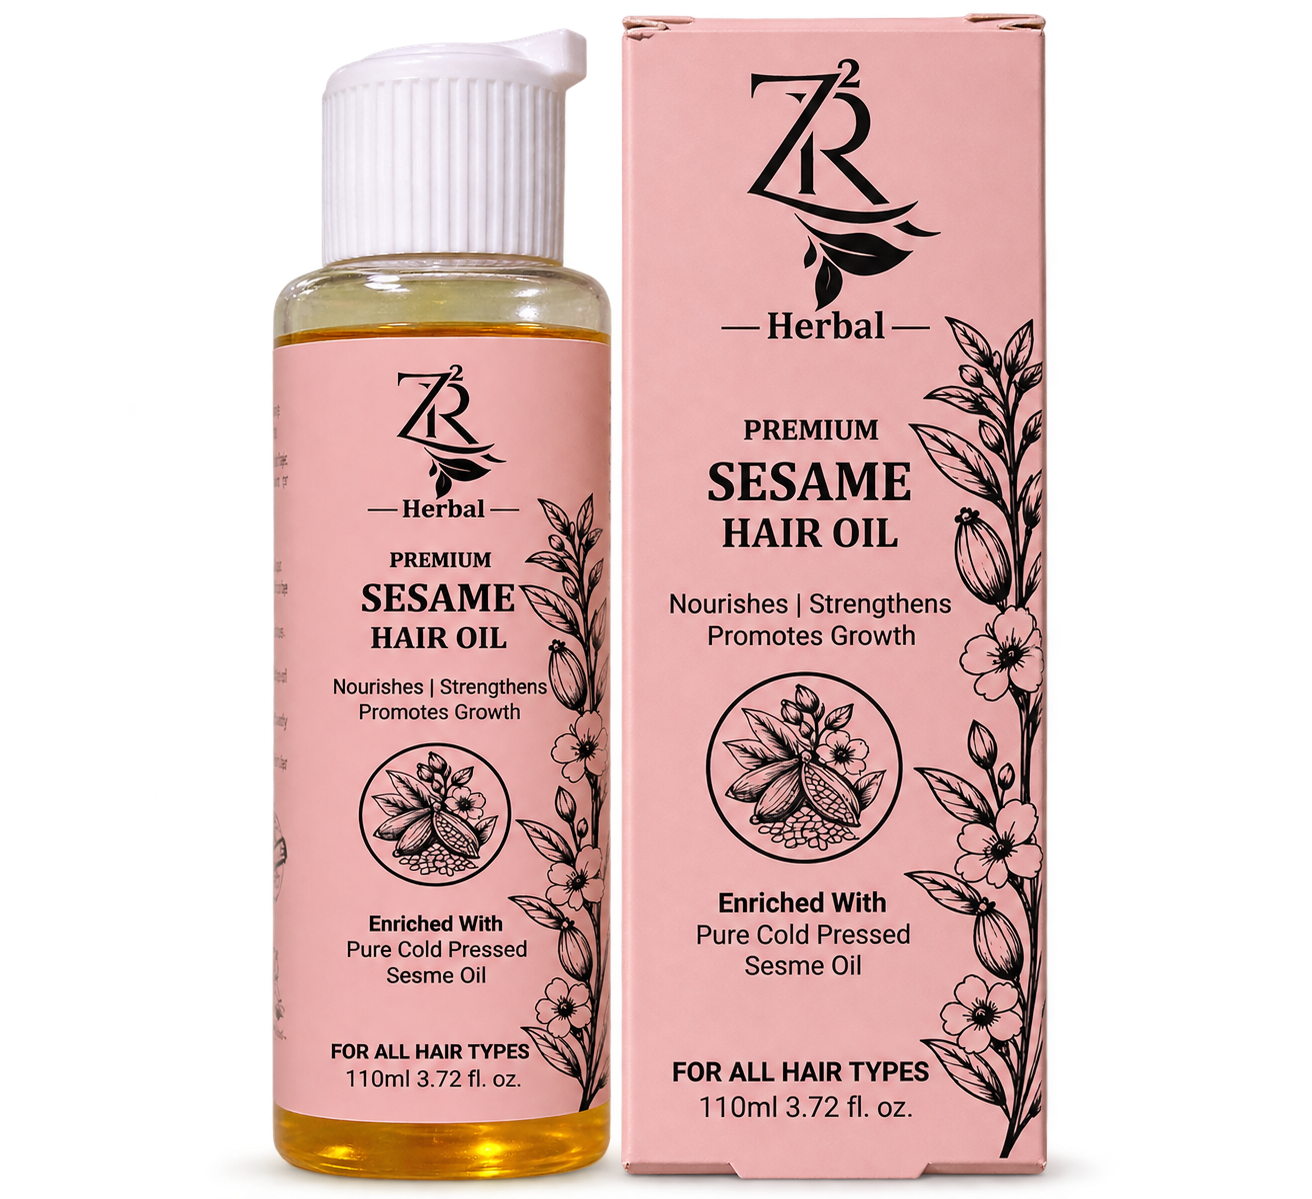 ZR²
Herbal
PREMIUM
SESAME
HAIR OIL
Nourishes | Strengthens
Promotes Growth
Enriched With
Pure Cold Pressed
Sesme Oil
FOR ALL HAIR TYPES
110ml 3.72 fl. oz.
ZR²
Herbal
PREMIUM
SESAME
HAIR OIL
Nourishes | Strengthens
Promotes Growth
Enriched With
Pure Cold Pressed
Sesme Oil
FOR ALL HAIR TYPES
110ml 3.72 fl. oz.